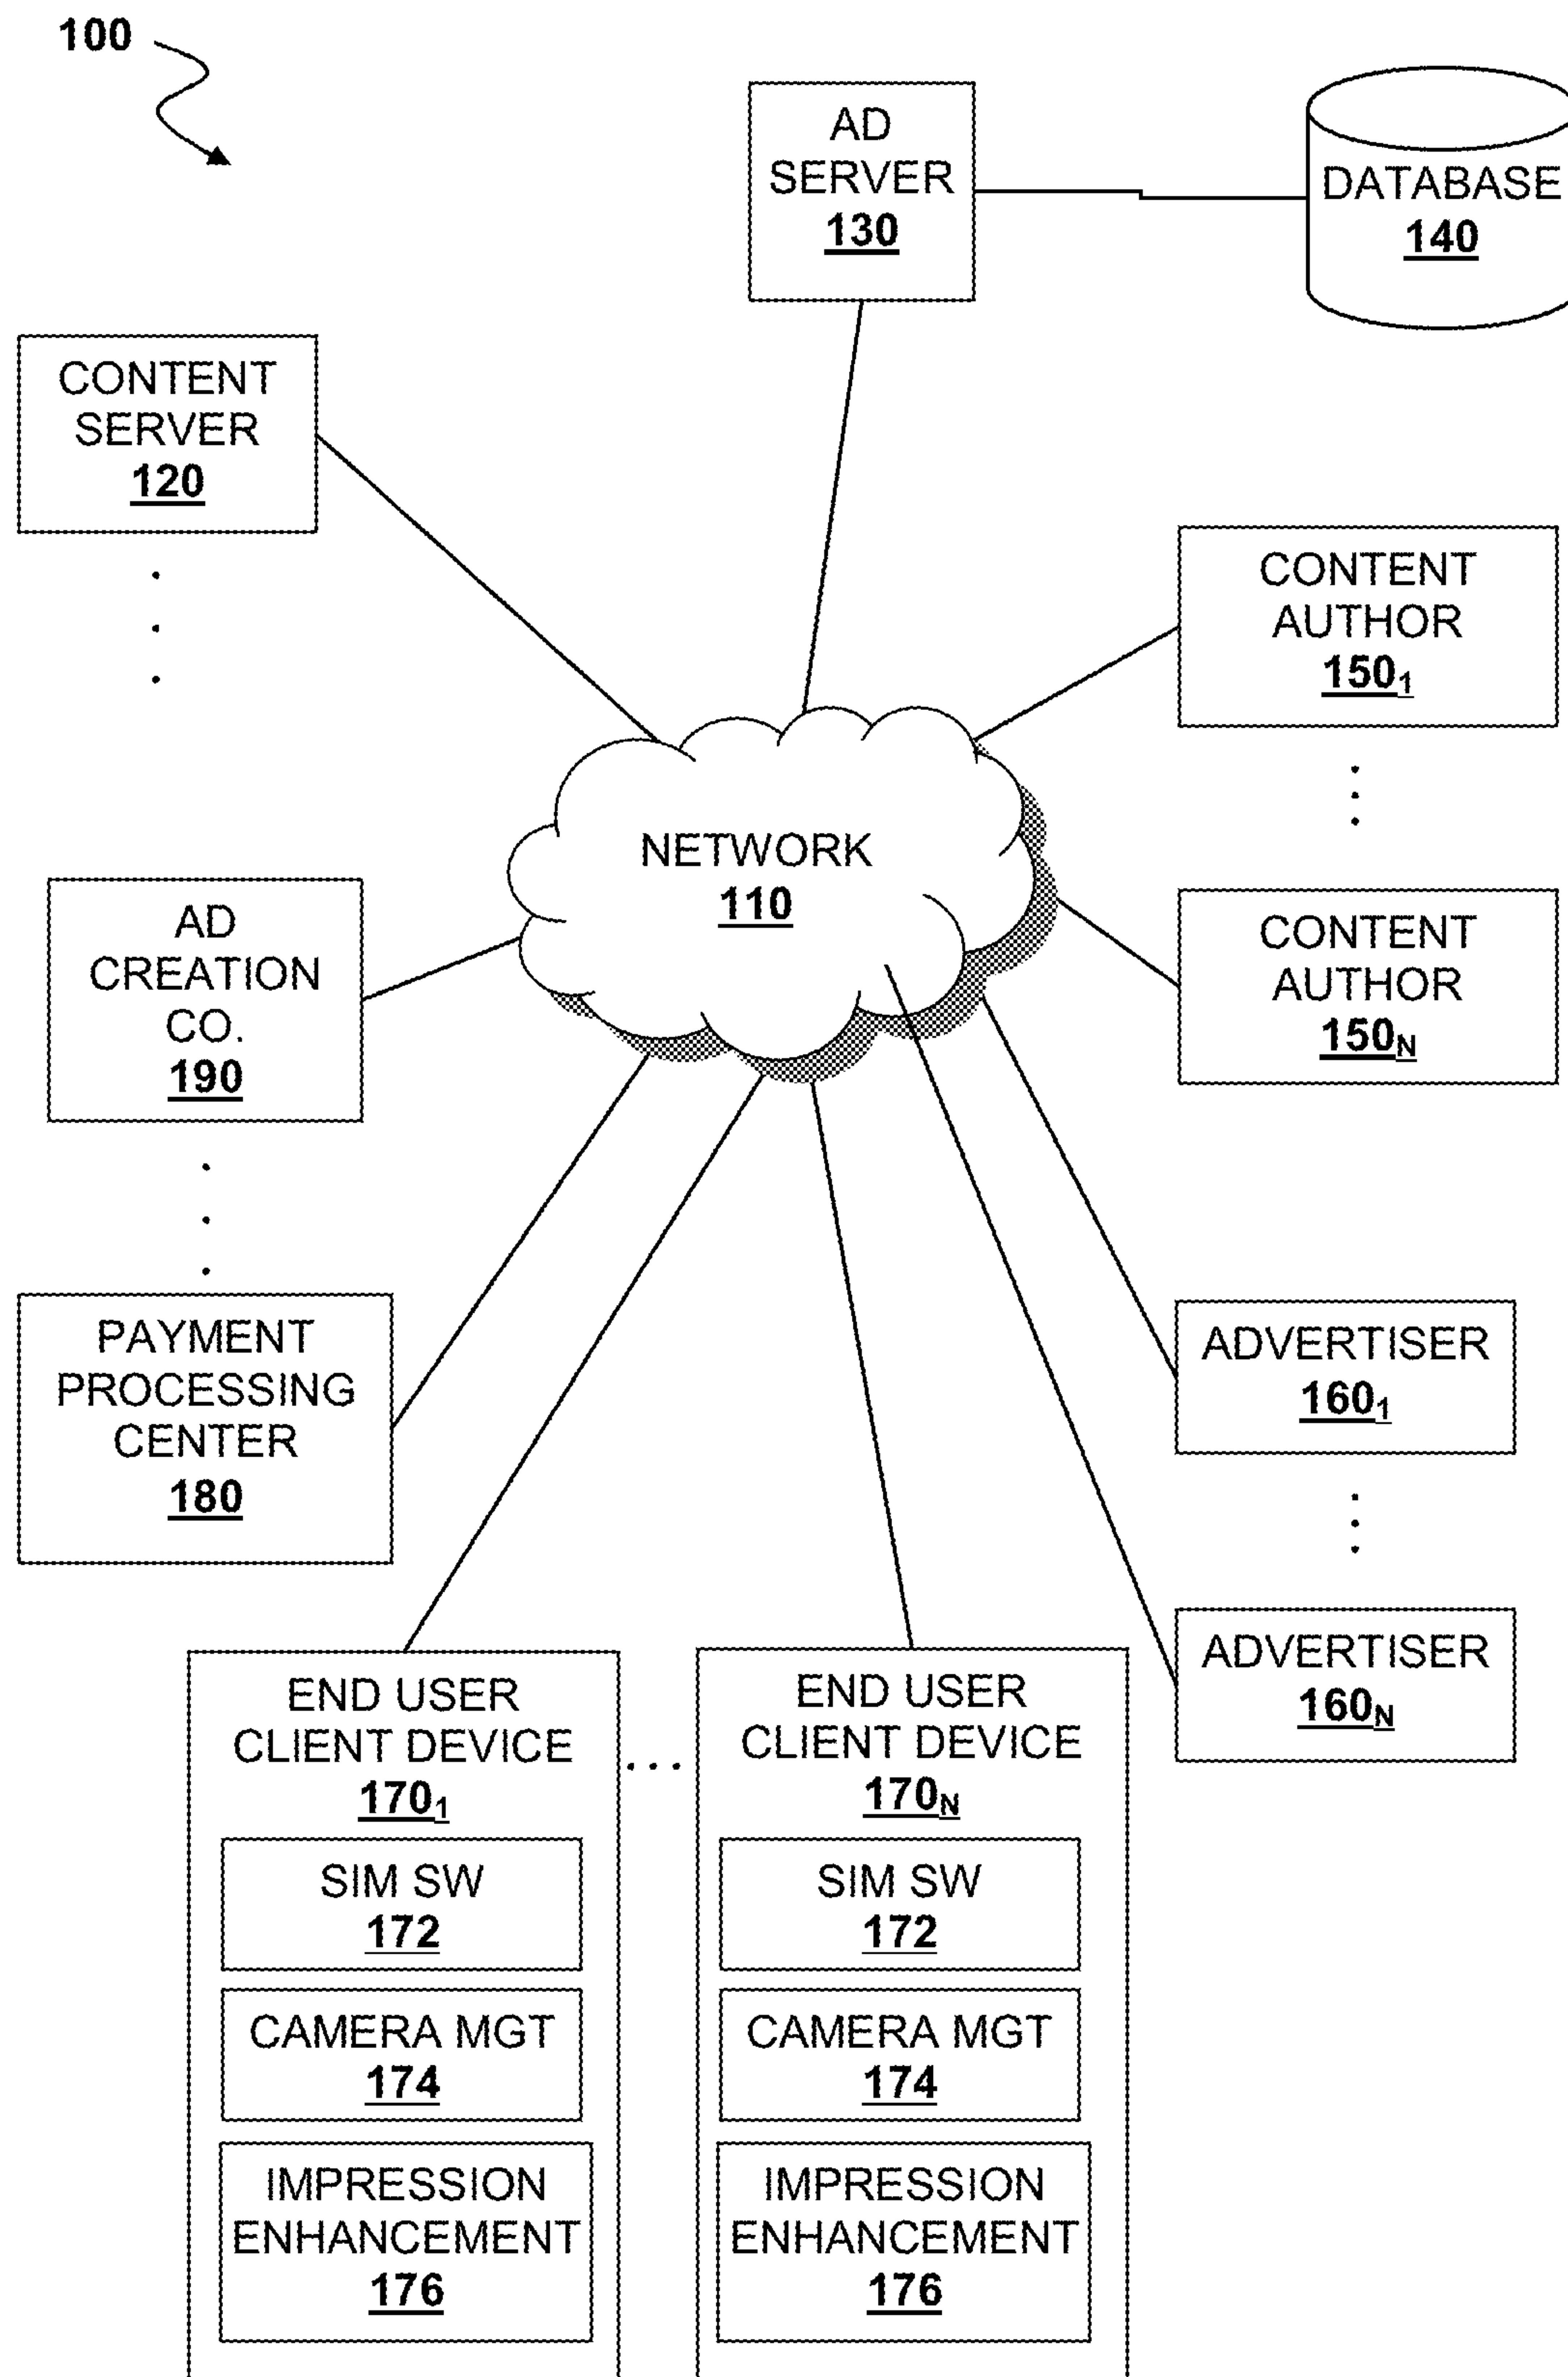 100
AD
SERVER
130
DATABASE
140
CONTENT
SERVER
120
CONTENT
AUTHOR
150₁
NETWORK
110
AD
CREATION
CO.
190
CONTENT
AUTHOR
150N
PAYMENT
PROCESSING
CENTER
180
ADVERTISER
160₁
ADVERTISER
160N
END USER
CLIENT DEVICE
170₁
SIM SW
172
CAMERA MGT
174
IMPRESSION
ENHANCEMENT
176
END USER
CLIENT DEVICE
170N
SIM SW
172
CAMERA MGT
174
IMPRESSION
ENHANCEMENT
176